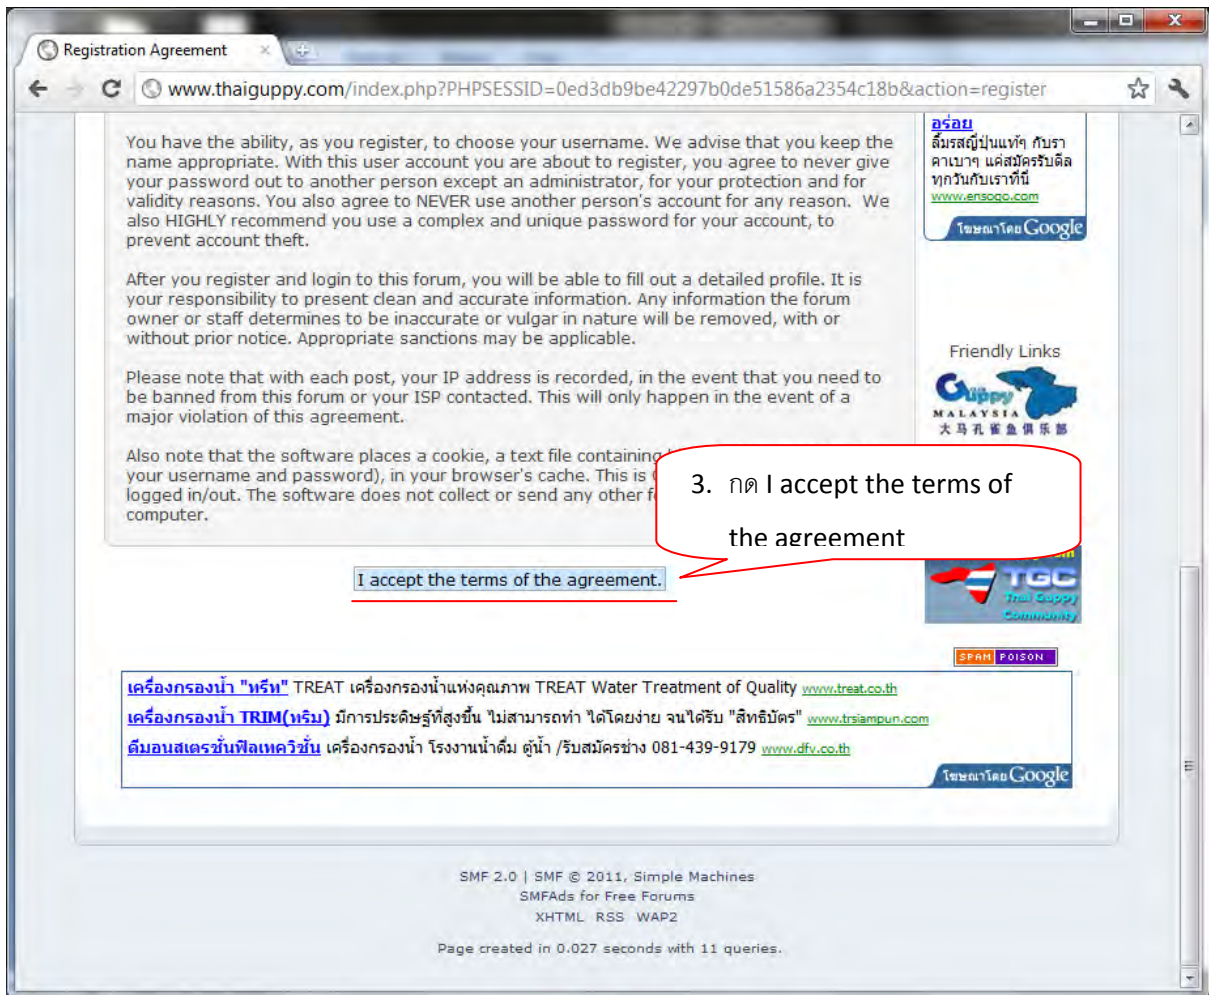 Registration Agreement
www.thaiguppy.com/index.php?PHPSESSID=0ed3db9be42297b0de51586a2354c18b&action=register
You have the ability, as you register, to choose your username. We advise that you keep the
name appropriate. With this user account you are about to register, you agree to never give
your password out to another person except an administrator, for your protection and for
validity reasons. You also agree to NEVER use another person's account for any reason. We
also HIGHLY recommend you use a complex and unique password for your account, to
prevent account theft.
After you register and login to this forum, you will be able to fill out a detailed profile. It is
your responsibility to present clean and accurate information. Any information the forum
owner or staff determines to be inaccurate or vulgar in nature will be removed, with or
without prior notice. Appropriate sanctions may be applicable.
Please note that with each post, your IP address is recorded, in the event that you need to
be banned from this forum or your ISP contacted. This will only happen in the event of a
major violation of this agreement.
Also note that the software places a cookie, a text file containing
your username and password), in your browser's cache. This is
logged in/out. The software does not collect or send any other
computer.
อร่อย
ลิ้มรสญี่ปุ่นแท้ๆ กับรา
คาเบาๆ แค่สมัครรับดีล
ทุกวันกับเราที่นี่
www.ensogo.com
โฆษณาโดย Google
Friendly Links
Guppy
MALAYSIA
大马孔雀鱼俱乐部
3. กด I accept the terms of
the agreement
I accept the terms of the agreement.
TGC
Thai Guppy
Community
SPAM POISON
เครื่องกรองน้ำ "ทรีท" TREAT เครื่องกรองน้ำแห่งคุณภาพ TREAT Water Treatment of Quality www.treat.co.th
เครื่องกรองน้ำ TRIM(ทริม) มีการประดิษฐ์ที่สูงขึ้น ไม่สามารถทำ ได้โดยง่าย จนได้รับ "สิทธิบัตร" www.trsiampun.com
ดีมอนสเตรชั่นฟิลเทควิชั่น เครื่องกรองน้ำ โรงงานน้ำดื่ม ตู้น้ำ /รับสมัครช่าง 081-439-9179 www.dfv.co.th
โฆษณาโดย Google
SMF 2.0 | SMF © 2011, Simple Machines
SMFAds for Free Forums
XHTML RSS WAP2
Page created in 0.027 seconds with 11 queries.